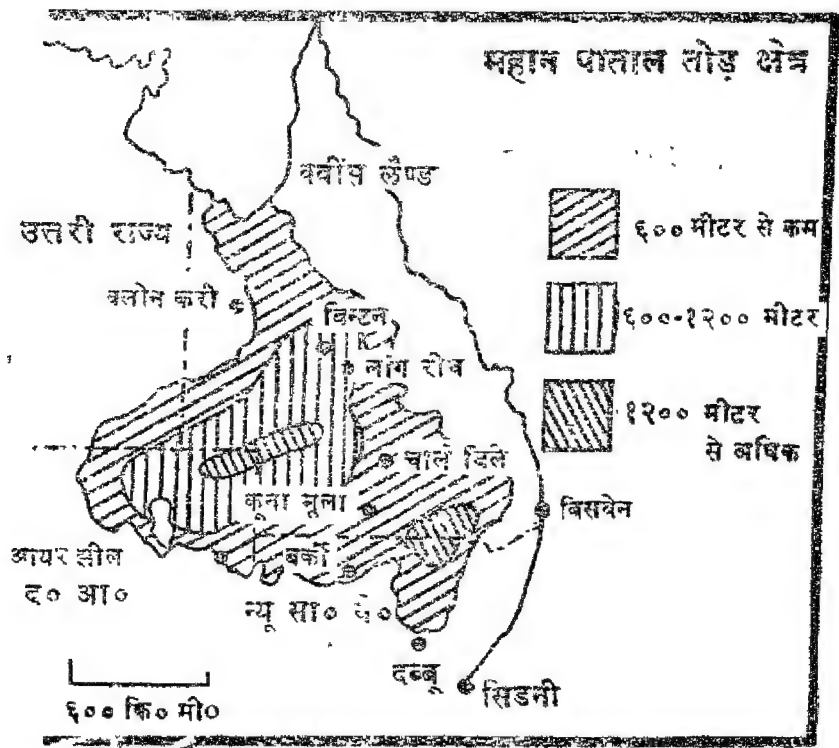 महान पाताल तोड़ क्षेत्र
क्वींस लैण्ड
उत्तरी राज्य
६०० मीटर से कम
क्लोन करी
विन्टन
६००-१२०० मीटर
लांग रीच
१२०० मीटर
से अधिक
चार्ले विले
कूना मूला
बिसबेन
आयर झील
द० आ०
बर्को
न्यू सा० वे०
दब्बू
सिडनी
६०० कि० मी०